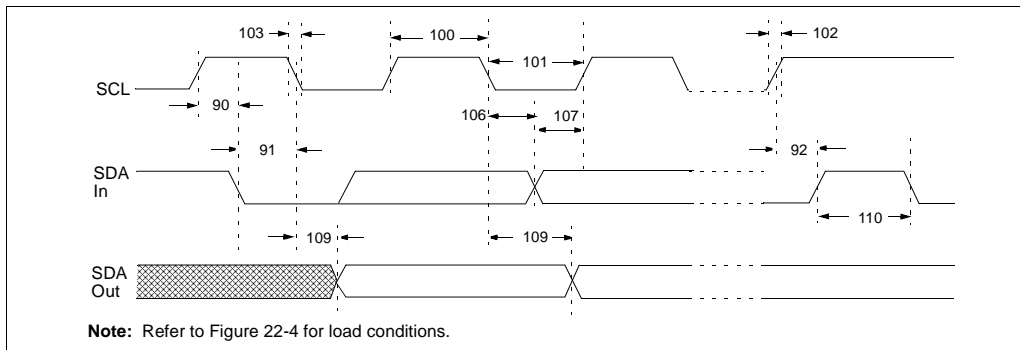 103
100
101
102
SCL
90
106
107
91
92
SDA
In
110
109
109
SDA
Out
Note: Refer to Figure 22-4 for load conditions.